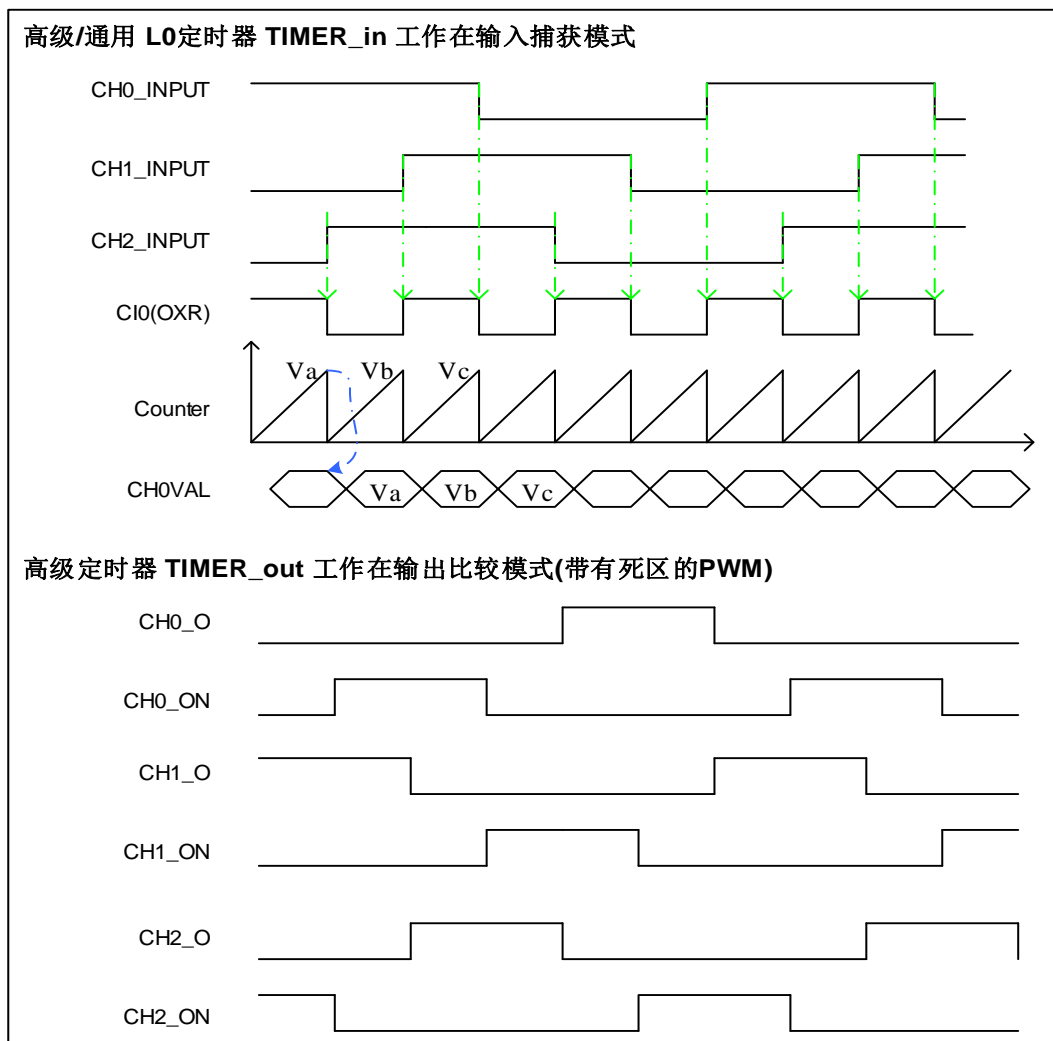 高级/通用 L0定时器 TIMER_in 工作在输入捕获模式
CH0_INPUT
CH1_INPUT
CH2_INPUT
CI0(OXR)
Va Vb Vc
Counter
CH0VAL Va Vb Vc
高级定时器 TIMER_out 工作在输出比较模式(带有死区的PWM)
CH0_O
CH0_ON
CH1_O
CH1_ON
CH2_O
CH2_ON